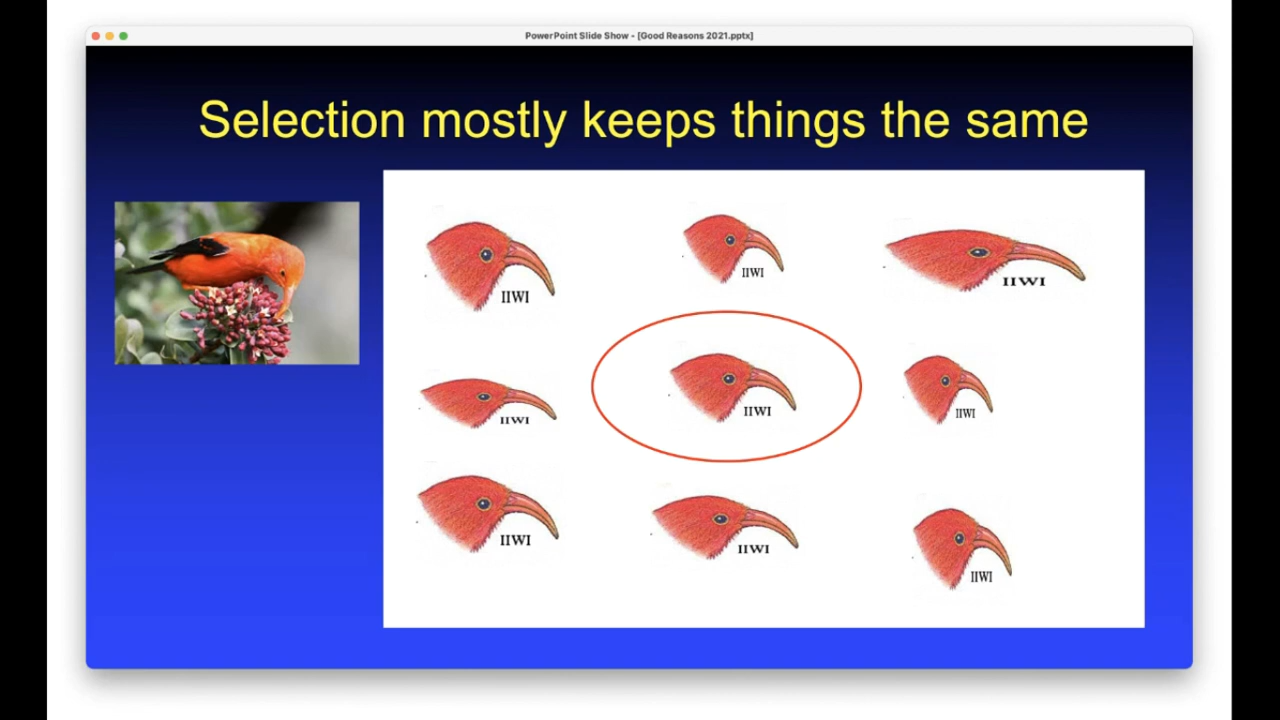 PowerPoint Slide Show - [Good Reasons 2021.pptx]
Selection mostly keeps things the same
IIWI
IIWI
IIWI
IIWI
IIWI
IIWI
IIWI
IIWI
IIWI